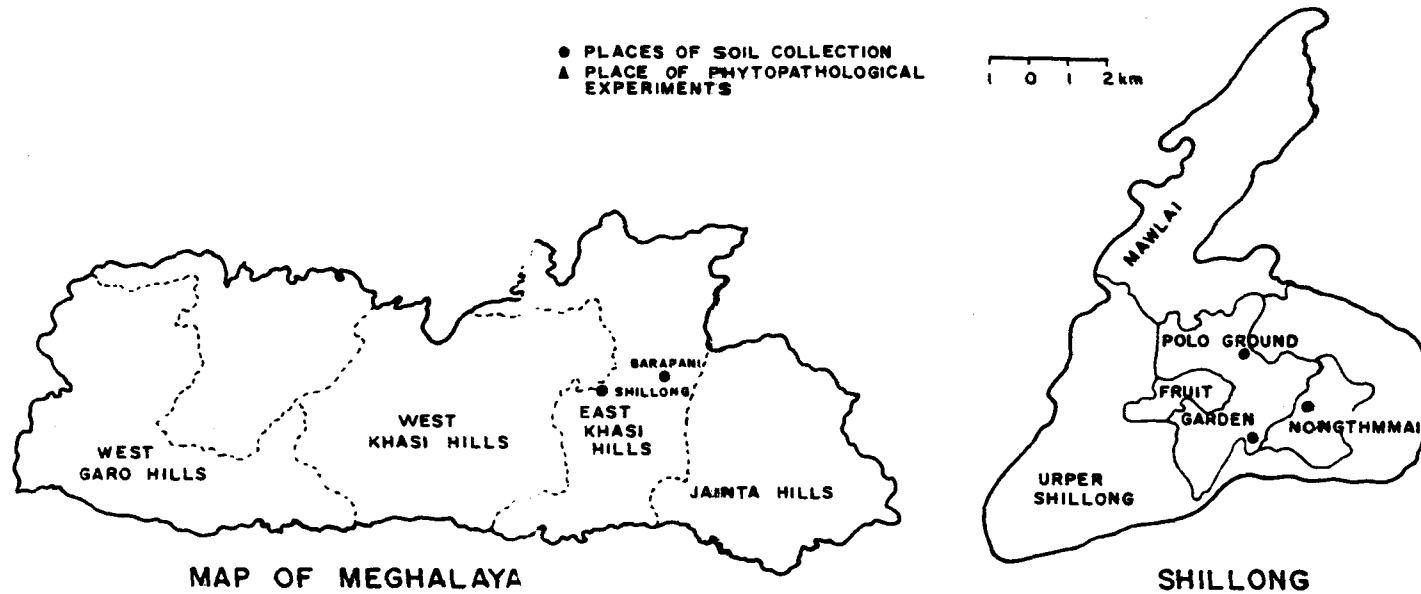 ● PLACES OF SOIL COLLECTION
▲ PLACE OF PHYTOPATHOLOGICAL
EXPERIMENTS
1 0 1 2 km
MAWLAI
POLO GROUND
FRUIT
GARDEN
NONGTHMMAI
URPER
SHILLONG
SHILLONG
BARAPANI
SHILLONG
EAST
KHASI
HILLS
WEST
KHASI HILLS
WEST
GARO HILLS
JAINTA HILLS
MAP OF MEGHALAYA